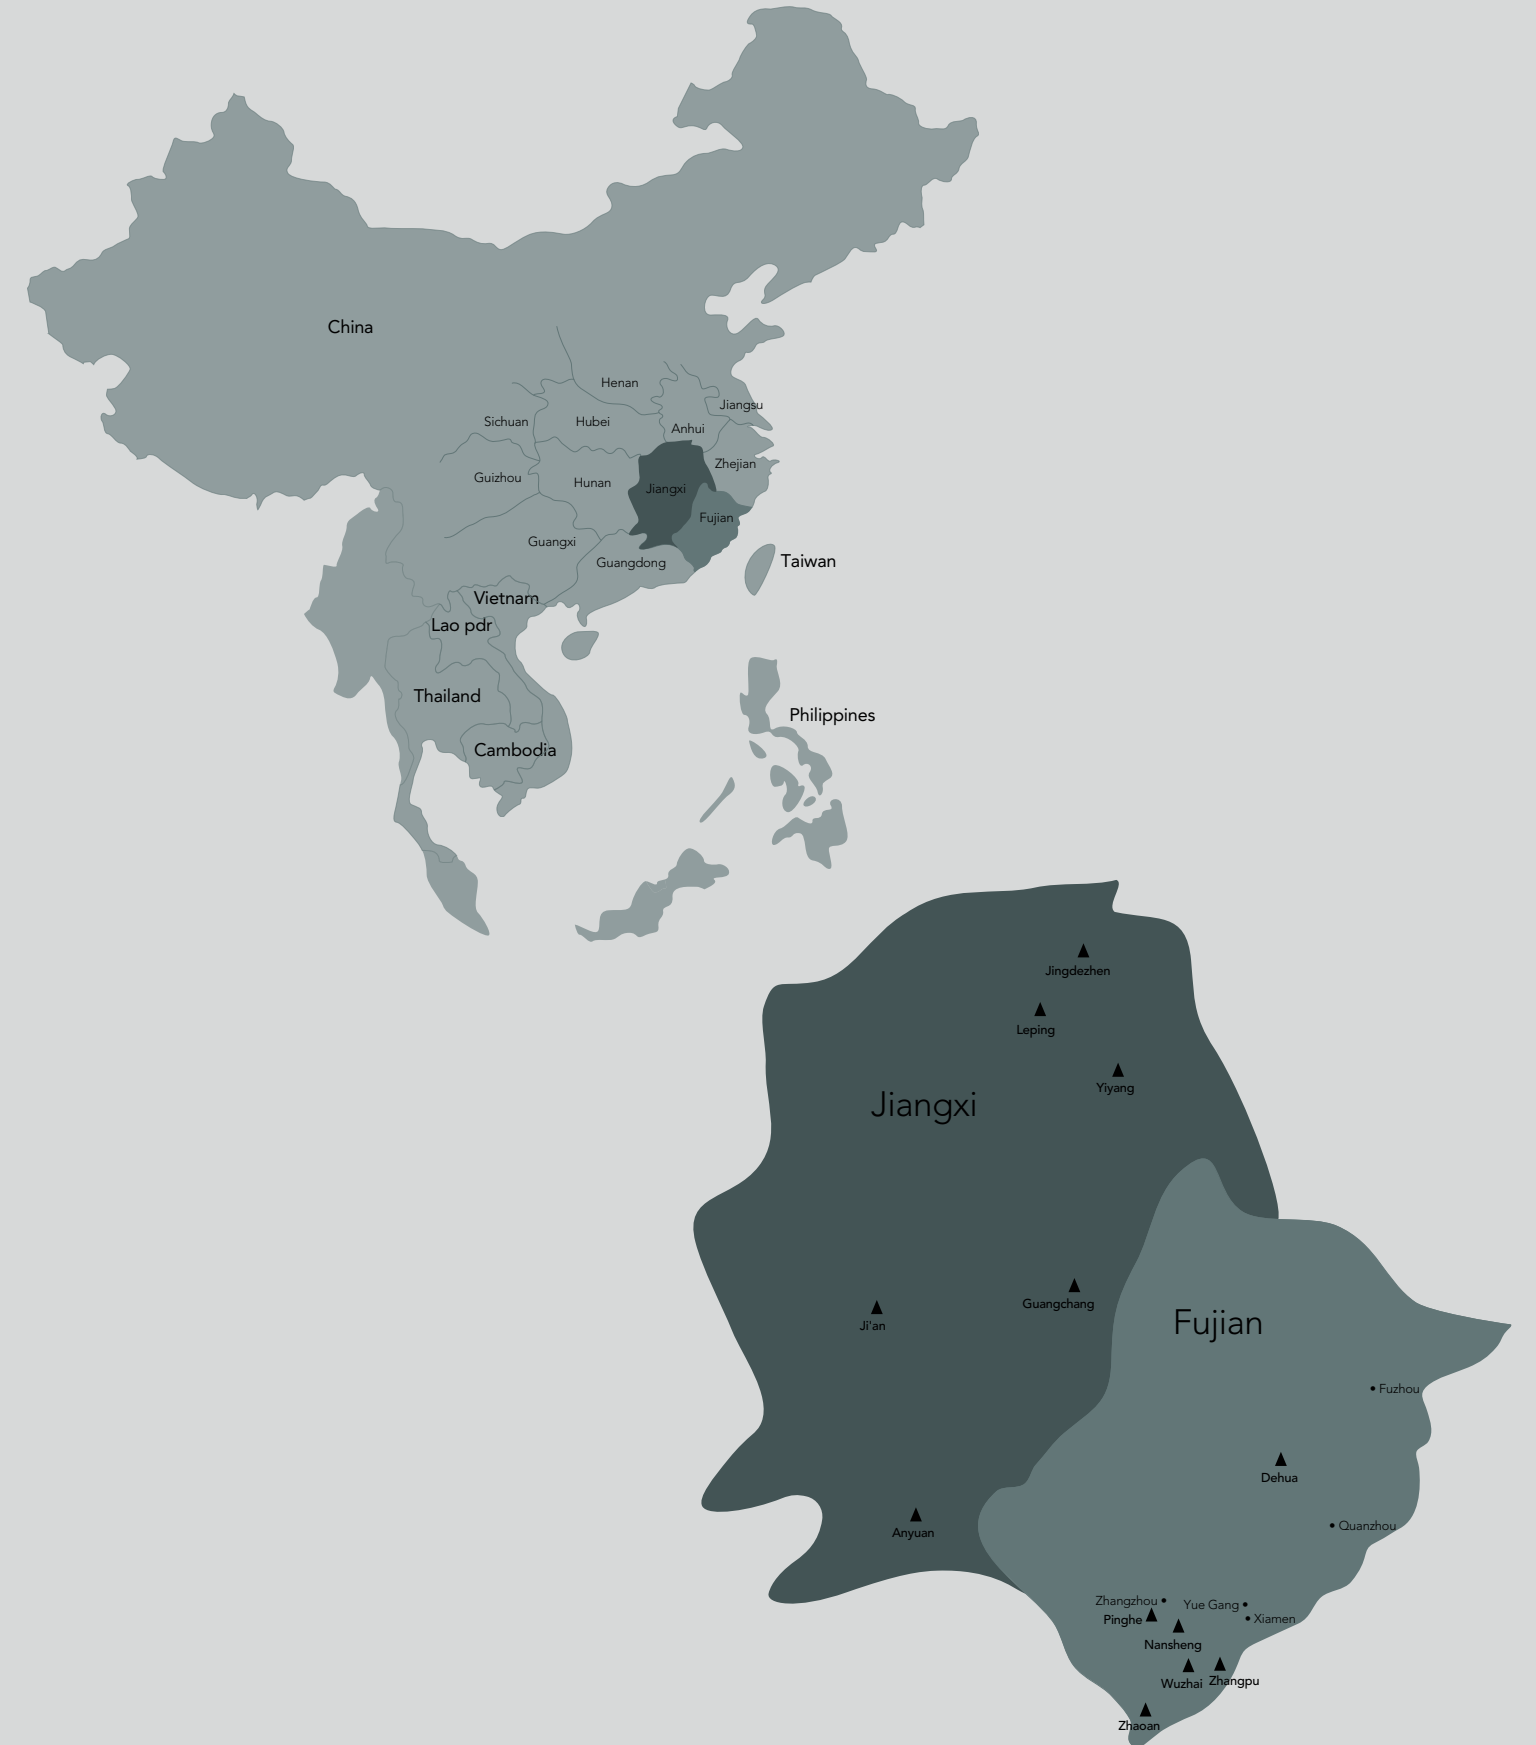 China
Henan
Jiangsu
Sichuan
Hubei
Anhui
Zhejian
Guizhou
Hunan
Jiangxi
Fujian
Guangxi
Guangdong
Taiwan
Vietnam
Lao pdr
Thailand
Philippines
Cambodia
Jingdezhen
Leping
Yiyang
Jiangxi
Guangchang
Ji'an
Fujian
Fuzhou
Dehua
Quanzhou
Anyuan
Zhangzhou
Yue Gang
Pinghe
Xiamen
Nansheng
Wuzhai
Zhangpu
Zhaoan